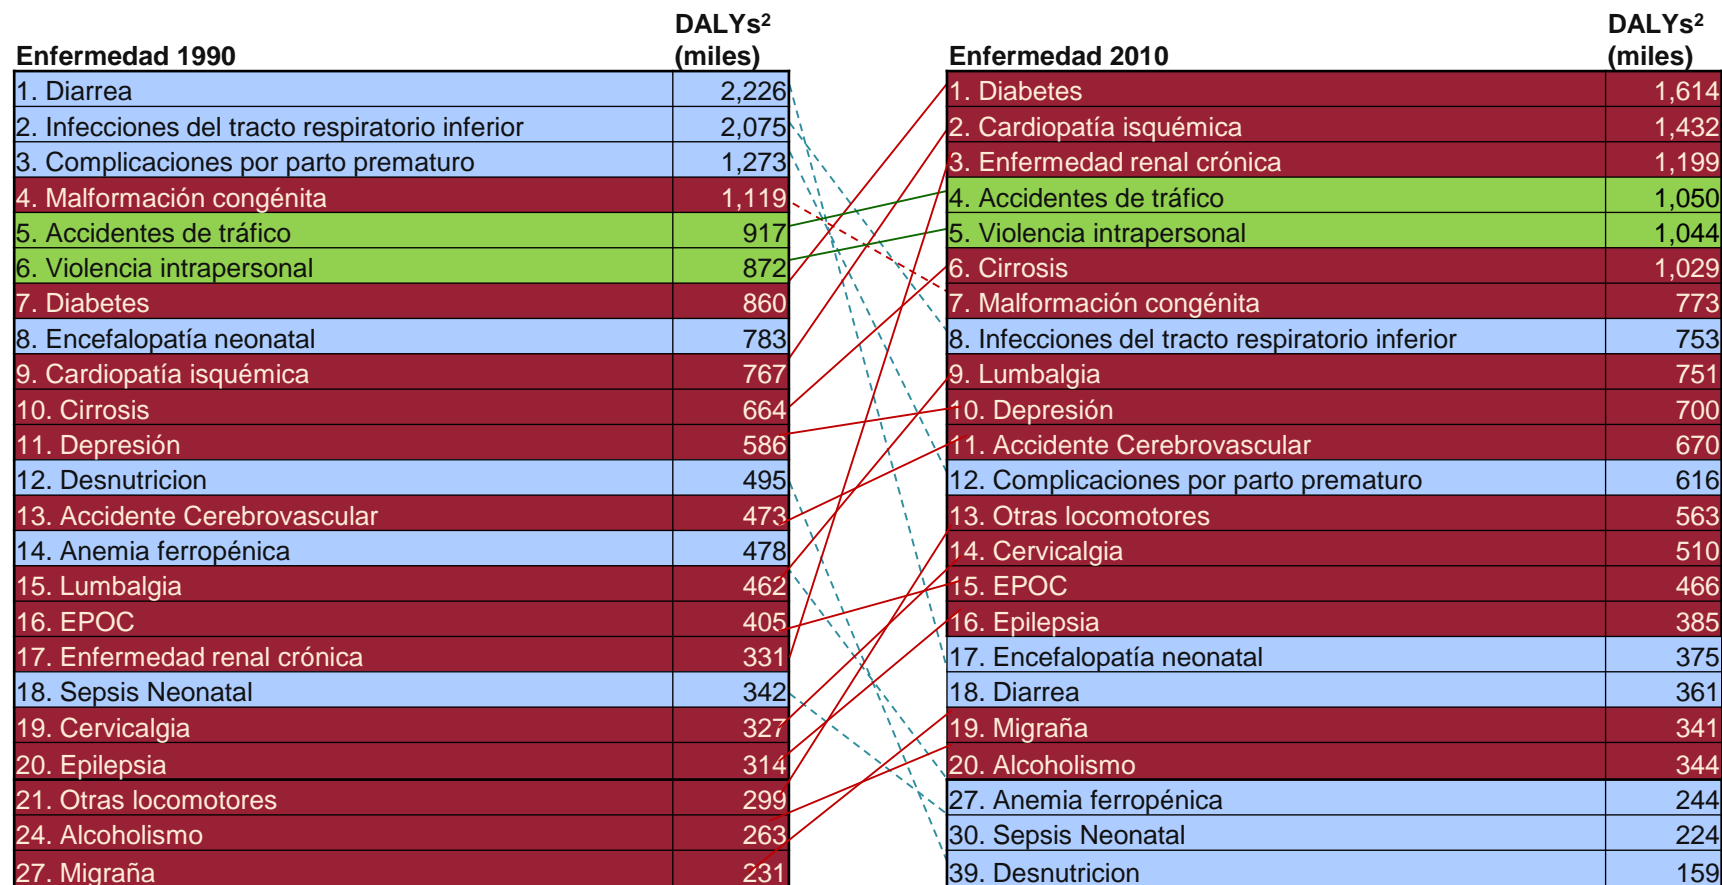 DALYs²
Enfermedad 1990 (miles)
1. Diarrea 2,226
2. Infecciones del tracto respiratorio inferior 2,075
3. Complicaciones por parto prematuro 1,273
4. Malformación congénita 1,119
5. Accidentes de tráfico 917
6. Violencia intrapersonal 872
7. Diabetes 860
8. Encefalopatía neonatal 783
9. Cardiopatía isquémica 767
10. Cirrosis 664
11. Depresión 586
12. Desnutricion 495
13. Accidente Cerebrovascular 473
14. Anemia ferropénica 478
15. Lumbalgia 462
16. EPOC 405
17. Enfermedad renal crónica 331
18. Sepsis Neonatal 342
19. Cervicalgia 327
20. Epilepsia 314
21. Otras locomotores 299
24. Alcoholismo 263
27. Migraña 231
DALYs²
Enfermedad 2010 (miles)
1. Diabetes 1,614
2. Cardiopatía isquémica 1,432
3. Enfermedad renal crónica 1,199
4. Accidentes de tráfico 1,050
5. Violencia intrapersonal 1,044
6. Cirrosis 1,029
7. Malformación congénita 773
8. Infecciones del tracto respiratorio inferior 753
9. Lumbalgia 751
10. Depresión 700
11. Accidente Cerebrovascular 670
12. Complicaciones por parto prematuro 616
13. Otras locomotores 563
14. Cervicalgia 510
15. EPOC 466
16. Epilepsia 385
17. Encefalopatía neonatal 375
18. Diarrea 361
19. Migraña 341
20. Alcoholismo 344
27. Anemia ferropénica 244
30. Sepsis Neonatal 224
39. Desnutricion 159